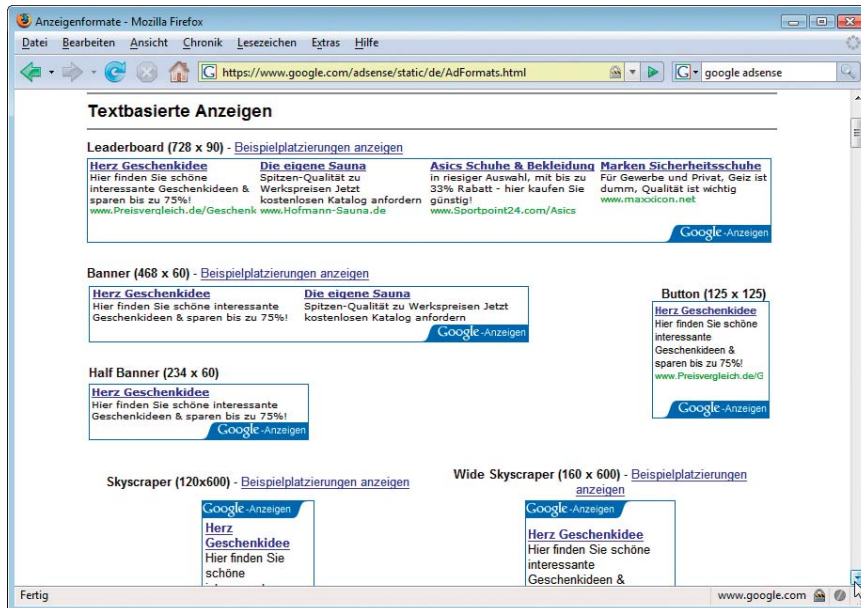 Anzeigenformate - Mozilla Firefox
Datei Bearbeiten Ansicht Chronik Lesezeichen Extras Hilfe
https://www.google.com/adsense/static/de/AdFormats.html
google adsense
Textbasierte Anzeigen
Leaderboard (728 x 90) - Beispielplatzierungen anzeigen
Herz Geschenkidee
Hier finden Sie schöne
interessante Geschenkideen &
sparen bis zu 75%!
www.Preisvergleich.de/Geschenk
Die eigene Sauna
Spitzen-Qualität zu
Werkspreisen Jetzt
kostenlosen Katalog anfordern
www.Hofmann-Sauna.de
Asics Schuhe & Bekleidung
in riesiger Auswahl, mit bis zu
33% Rabatt - hier kaufen Sie
günstig!
www.Sportpoint24.com/Asics
Marken Sicherheitsschuhe
Für Gewerbe und Privat, Geiz ist
dumm, Qualität ist wichtig
www.maxxicon.net
Google-Anzeigen
Banner (468 x 60) - Beispielplatzierungen anzeigen
Herz Geschenkidee
Hier finden Sie schöne interessante
Geschenkideen & sparen bis zu 75%!
Die eigene Sauna
Spitzen-Qualität zu Werkspreisen Jetzt
kostenlosen Katalog anfordern
Google-Anzeigen
Button (125 x 125)
Herz Geschenkidee
Hier finden Sie schöne
interessante
Geschenkideen &
sparen bis zu 75%!
www.Preisvergleich.de/G
Google-Anzeigen
Half Banner (234 x 60)
Herz Geschenkidee
Hier finden Sie schöne interessante
Geschenkideen & sparen bis zu 75%!
Google-Anzeigen
Skyscraper (120x600) - Beispielplatzierungen anzeigen
Google-Anzeigen
Herz
Geschenkidee
Hier finden Sie
schöne
Wide Skyscraper (160 x 600) - Beispielplatzierungen
anzeigen
Google-Anzeigen
Herz Geschenkidee
Hier finden Sie schöne
interessante
Geschenkideen &
Fertig
www.google.com